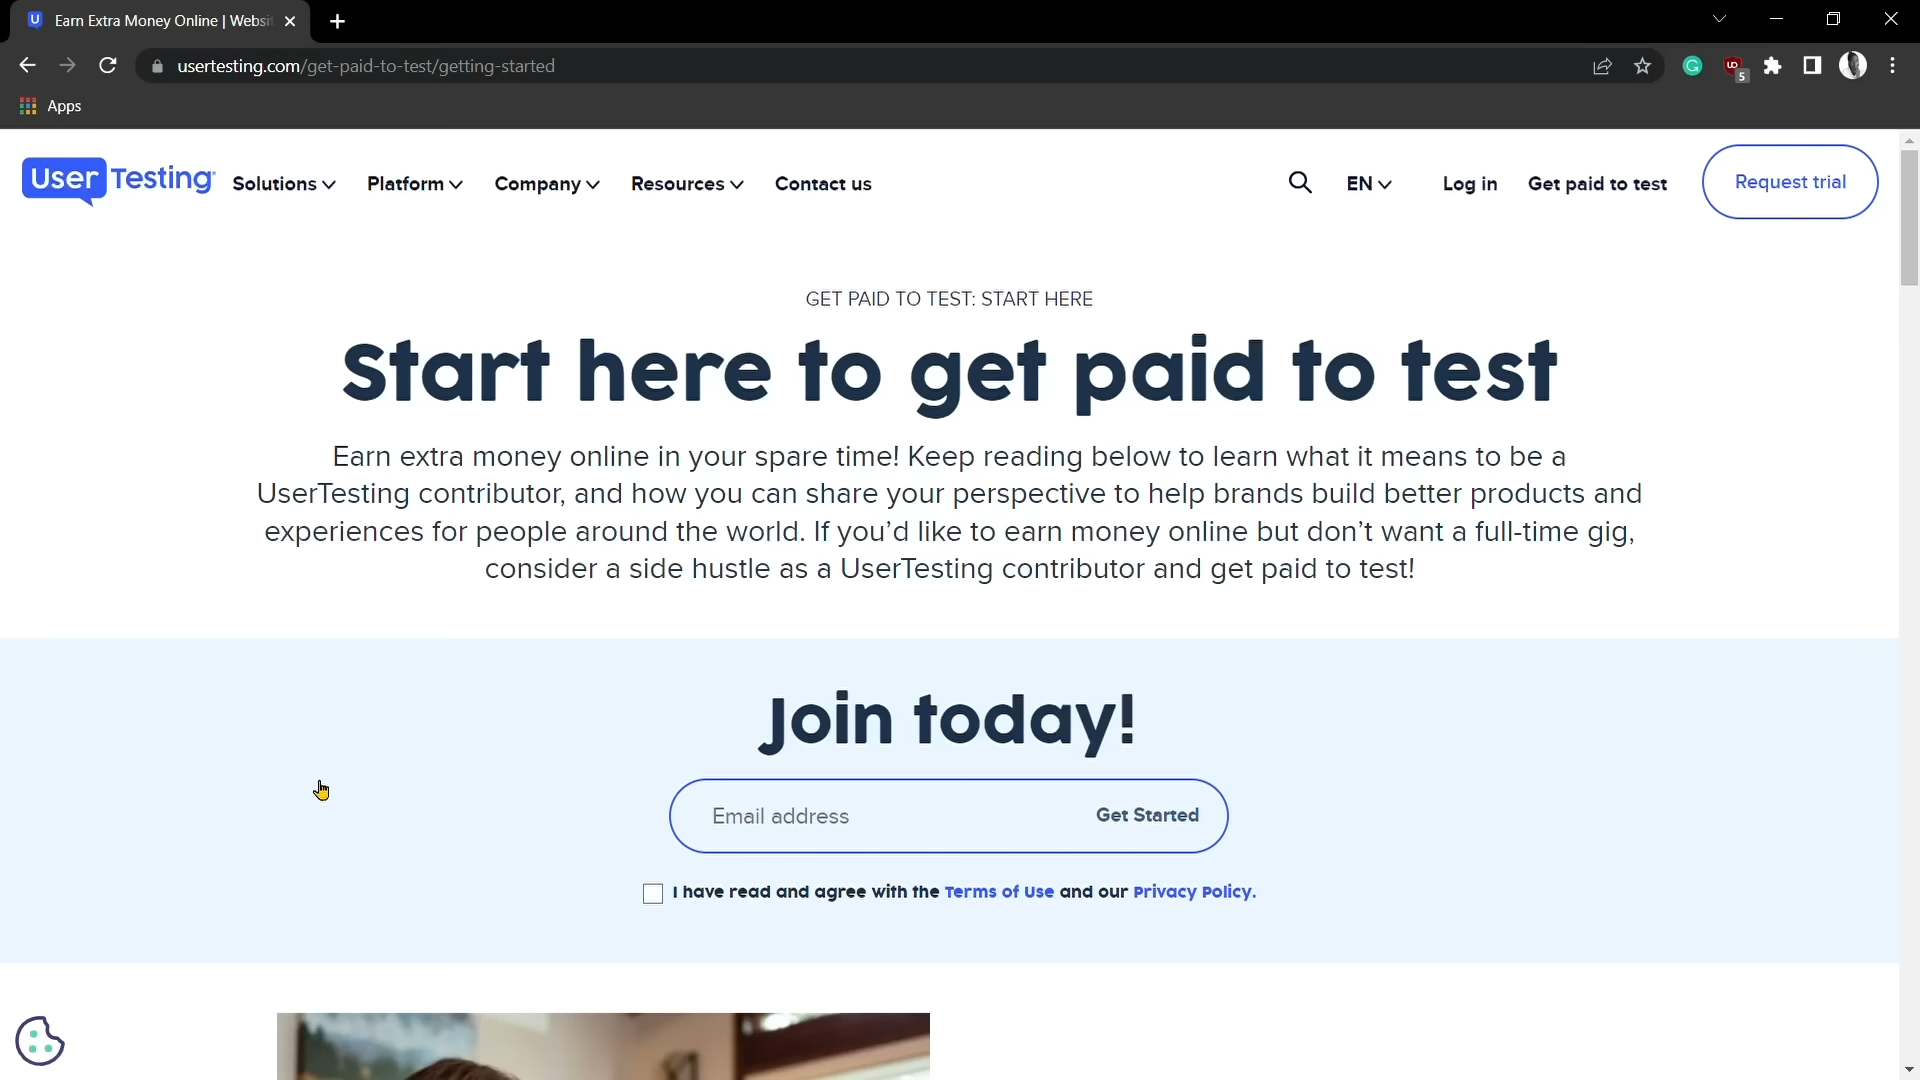 Earn Extra Money Online | Websi
usertesting.com/get-paid-to-test/getting-started
5
Apps
User Testing
Solutions
Platform
Company
Resources
Contact us
EN
Log in
Get paid to test
Request trial
GET PAID TO TEST: START HERE
Start here to get paid to test
Earn extra money online in your spare time! Keep reading below to learn what it means to be a
UserTesting contributor, and how you can share your perspective to help brands build better products and
experiences for people around the world. If you’d like to earn money online but don’t want a full-time gig,
consider a side hustle as a UserTesting contributor and get paid to test!
Join today!
Email address
Get Started
I have read and agree with the Terms of Use and our Privacy Policy.